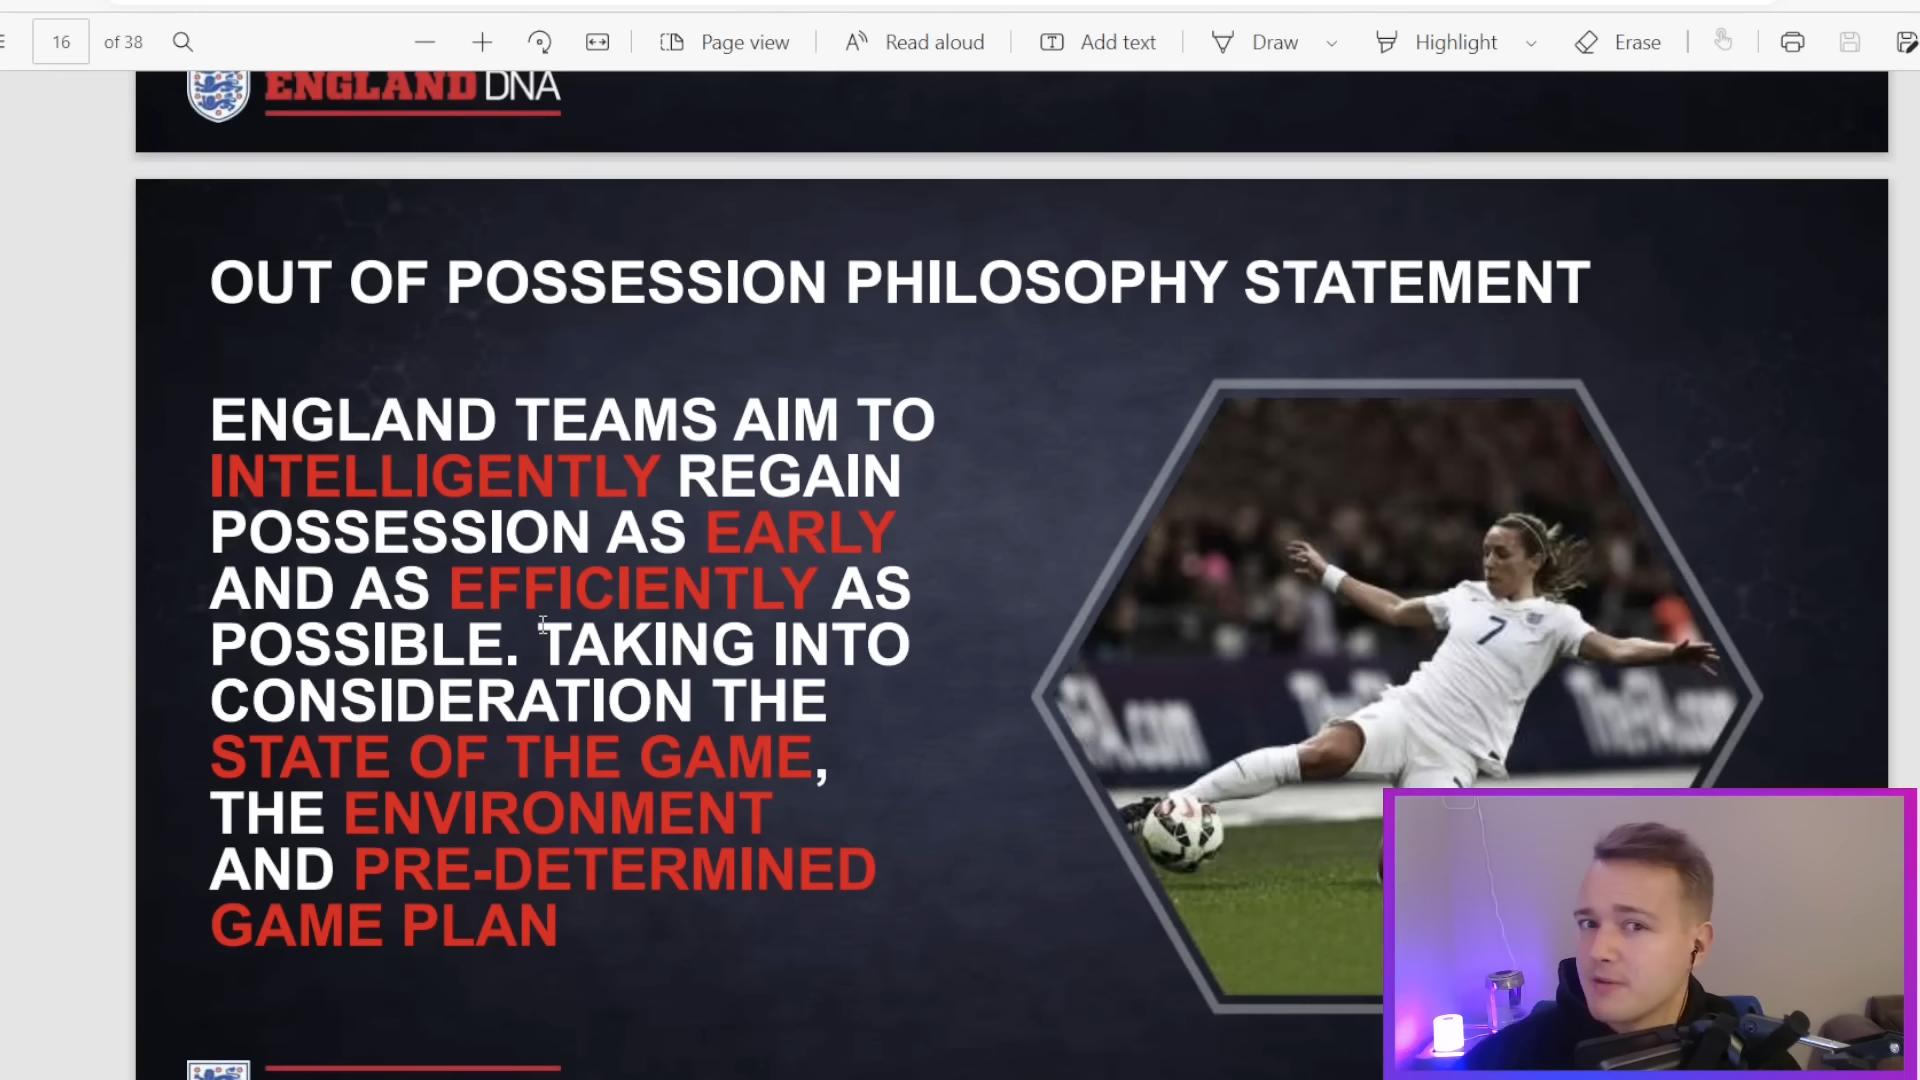 16 of 38 Page view Read aloud Add text Draw Highlight Erase
ENGLAND DNA
OUT OF POSSESSION PHILOSOPHY STATEMENT
ENGLAND TEAMS AIM TO
INTELLIGENTLY REGAIN
POSSESSION AS EARLY
AND AS EFFICIENTLY AS
POSSIBLE. TAKING INTO
CONSIDERATION THE
STATE OF THE GAME,
THE ENVIRONMENT
AND PRE-DETERMINED
GAME PLAN
7
TheFA.com